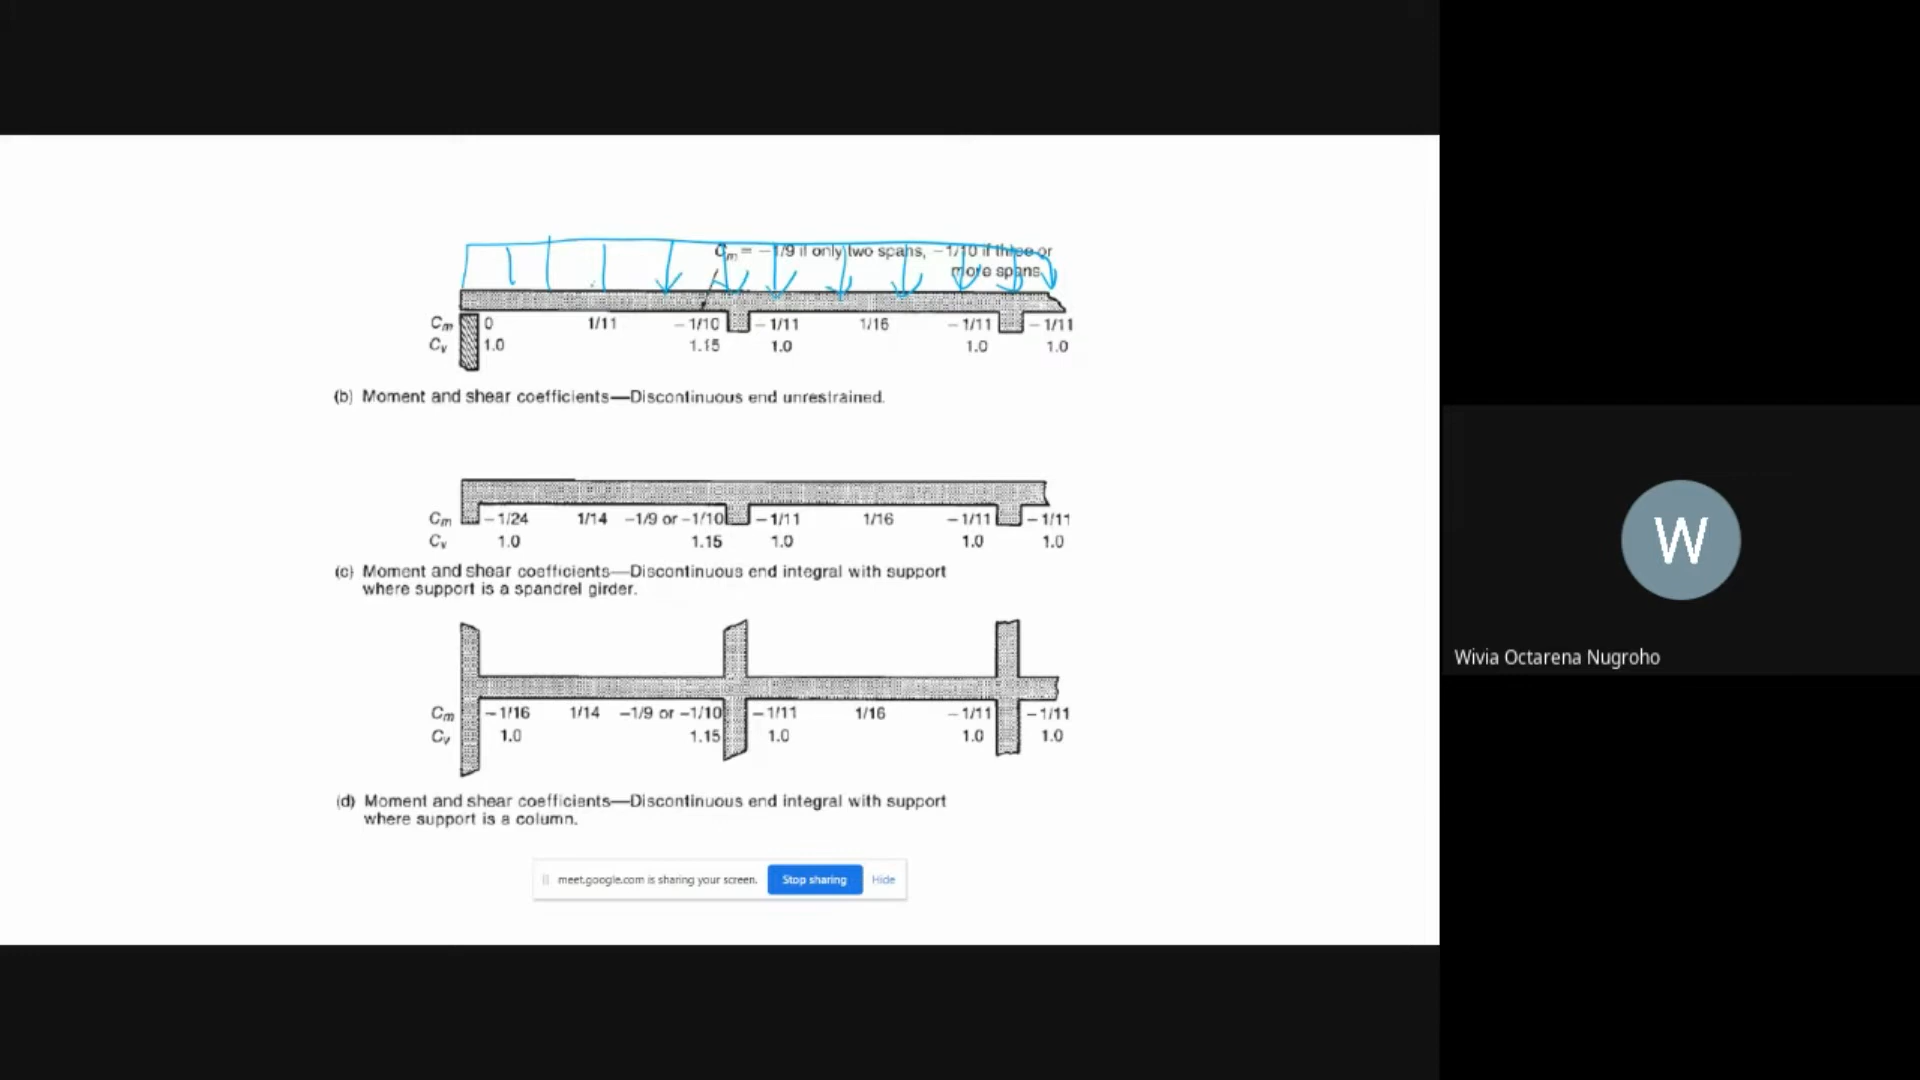 Cm = −1/9 if only two spans, −1/10 if three or
more spans.
Cm 0 1/11 −1/10 −1/11 1/16 −1/11 −1/11
Cv 1.0 1.15 1.0 1.0 1.0
(b) Moment and shear coefficients—Discontinuous end unrestrained.
Cm −1/24 1/14 −1/9 or −1/10 −1/11 1/16 −1/11 −1/11
Cv 1.0 1.15 1.0 1.0 1.0
(c) Moment and shear coefficients—Discontinuous end integral with support
where support is a spandrel girder.
Cm −1/16 1/14 −1/9 or −1/10 −1/11 1/16 −1/11 −1/11
Cv 1.0 1.15 1.0 1.0 1.0
(d) Moment and shear coefficients—Discontinuous end integral with support
where support is a column.
meet.google.com is sharing your screen. Stop sharing Hide
W
Wivia Octarena Nugroho